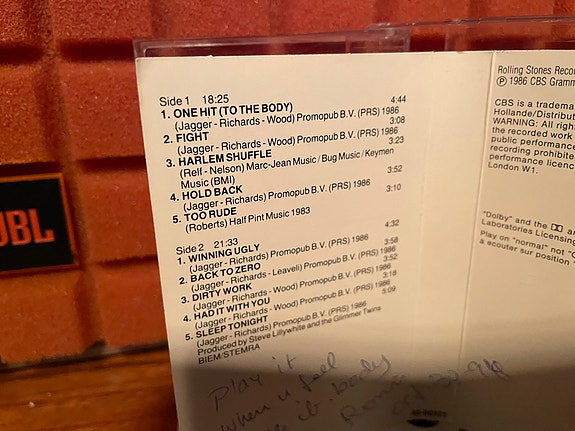 Side 1 18:25
1. ONE HIT (TO THE BODY) 4:44
(Jagger - Richards - Wood) Promopub B.V. (PRS) 1986
2. FIGHT 3:08
(Jagger - Richards - Wood) Promopub B.V. (PRS) 1986
3. HARLEM SHUFFLE 3:23
(Relf - Nelson) Marc-Jean Music / Bug Music / Keymen
Music (BMI)
4. HOLD BACK 3:52
(Jagger - Richards) Promopub B.V. (PRS) 1986
5. TOO RUDE 3:10
(Roberts) Half Pint Music 1983
Side 2 21:33
1. WINNING UGLY 4:32
(Jagger - Richards) Promopub B.V. (PRS) 1986
2. BACK TO ZERO 3:58
(Jagger - Richards - Leaveli) Promopub B.V. (PRS) 1986
3. DIRTY WORK 3:52
(Jagger - Richards - Wood) Promopub B.V. (PRS) 1986
4. HAD IT WITH YOU 3:18
(Jagger - Richards - Wood) Promopub B.V. (PRS) 1986
5. SLEEP TONIGHT 5:09
(Jagger - Richards) Promopub B.V. (PRS) 1986
Produced by Steve Lillywhite and the Glimmer Twins
BIEM/STEMRA
Play it
when u feel
it. body
Rolling Stones Records
℗ 1986 CBS Gramm
CBS is a tradema
Hollande/Distribut
WARNING: All righ
the recorded work
public performance
recording prohibite
performance licenc
London W1.
"Dolby" and the
Laboratories Licensing
Play on "normal" not "C
a ecouter sur position
JBL